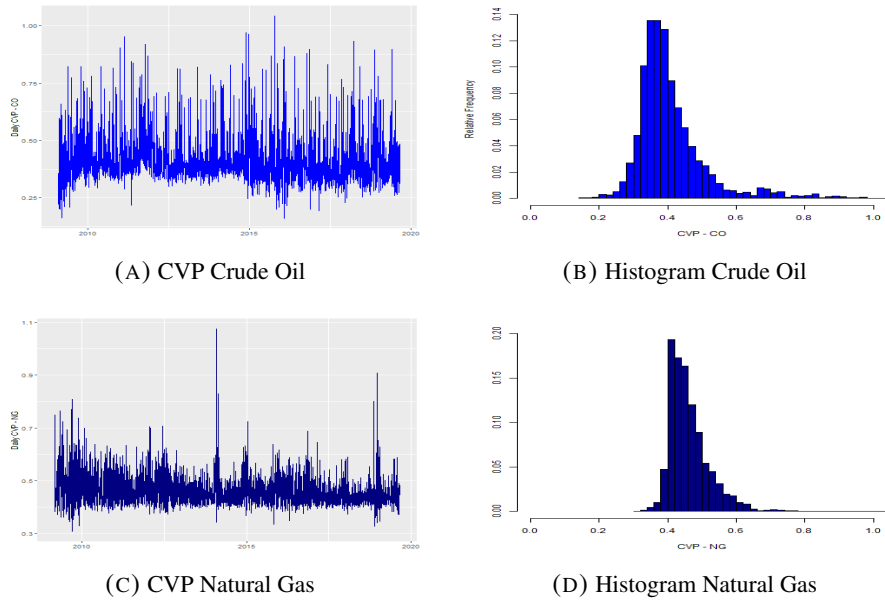 1.00
0.75
0.50
0.25
Daily CVP - CO
2010
2015
2020
(A) CVP Crude Oil
0.14
0.12
0.10
0.08
0.06
0.04
0.02
0.00
Relative Frequency
0.0 0.2 0.4 0.6 0.8 1.0
CVP - CO
(B) Histogram Crude Oil
1.1
0.9
0.7
0.5
0.3
Daily CVP - NG
2010
2015
2020
(C) CVP Natural Gas
0.20
0.15
0.10
0.05
0.00
0.0 0.2 0.4 0.6 0.8 1.0
CVP - NG
(D) Histogram Natural Gas